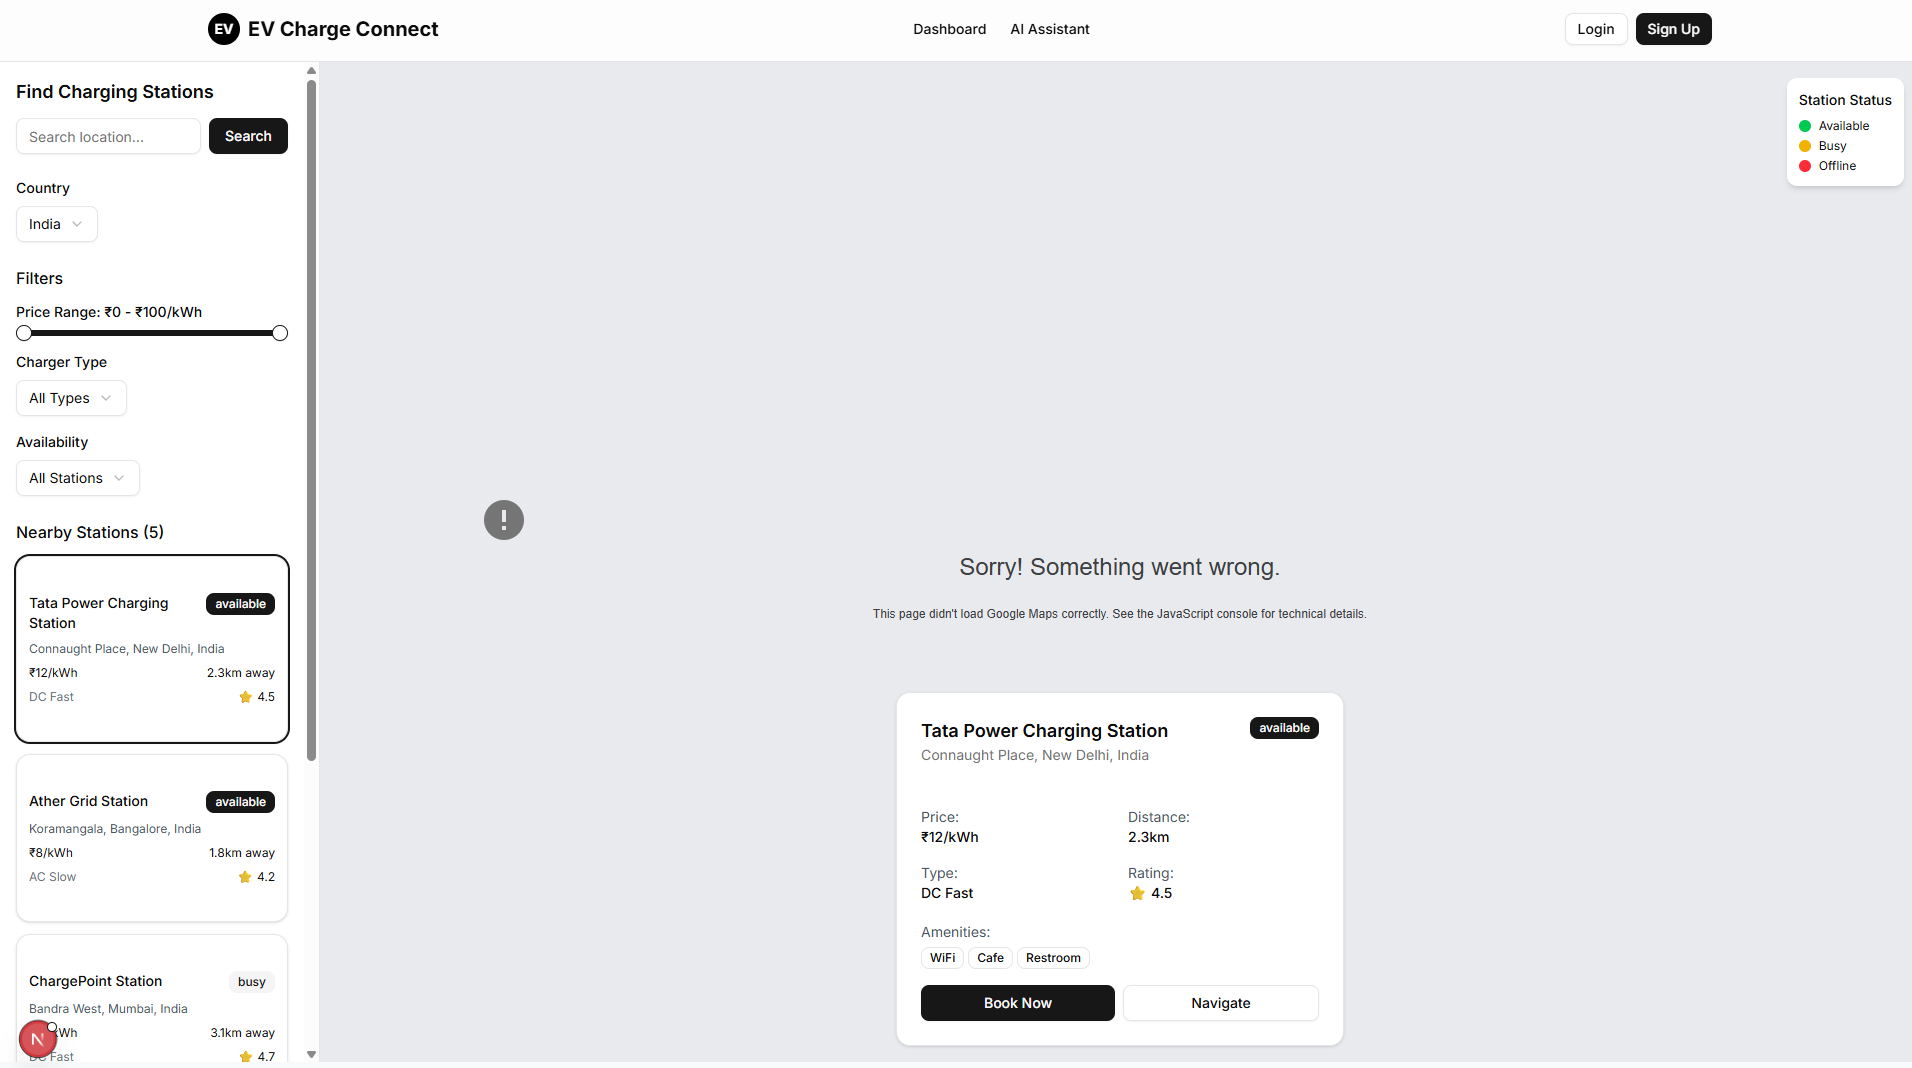 EV
EV Charge Connect
Dashboard
AI Assistant
Login
Sign Up
Find Charging Stations
Search location...
Search
Country
India
Filters
Price Range: ₹0 - ₹100/kWh
Charger Type
All Types
Availability
All Stations
Nearby Stations (5)
Tata Power Charging
Station
available
Connaught Place, New Delhi, India
₹12/kWh
2.3km away
DC Fast
4.5
Ather Grid Station
available
Koramangala, Bangalore, India
₹8/kWh
1.8km away
AC Slow
4.2
ChargePoint Station
busy
Bandra West, Mumbai, India
3.1km away
Fast
4.7
N
Station Status
Available
Busy
Offline
!
Sorry! Something went wrong.
This page didn't load Google Maps correctly. See the JavaScript console for technical details.
Tata Power Charging Station
available
Connaught Place, New Delhi, India
Price:
₹12/kWh
Distance:
2.3km
Type:
DC Fast
Rating:
4.5
Amenities:
WiFi
Cafe
Restroom
Book Now
Navigate